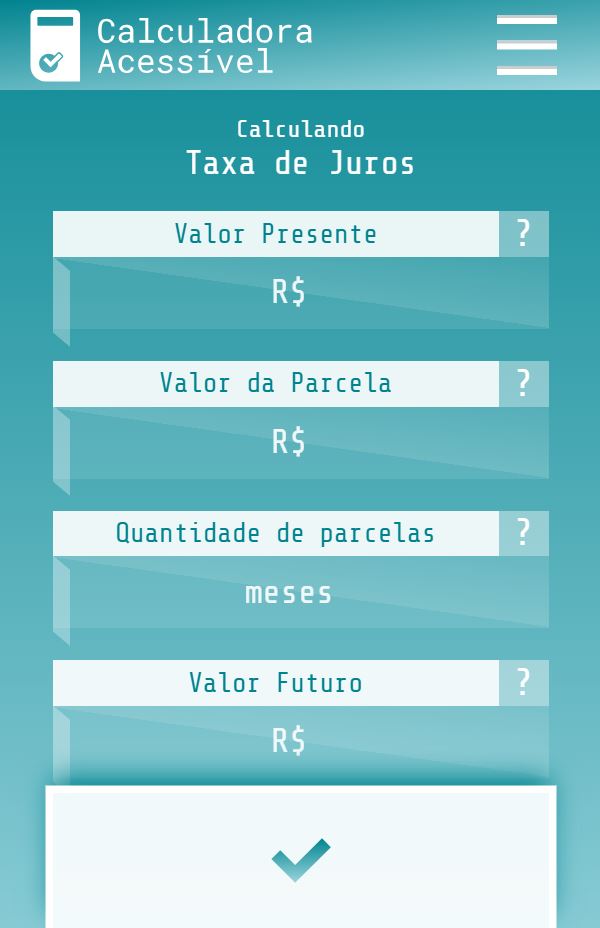 Calculadora
Acessível
Calculando
Taxa de Juros
Valor Presente ?
R$
Valor da Parcela ?
R$
Quantidade de parcelas ?
meses
Valor Futuro ?
R$